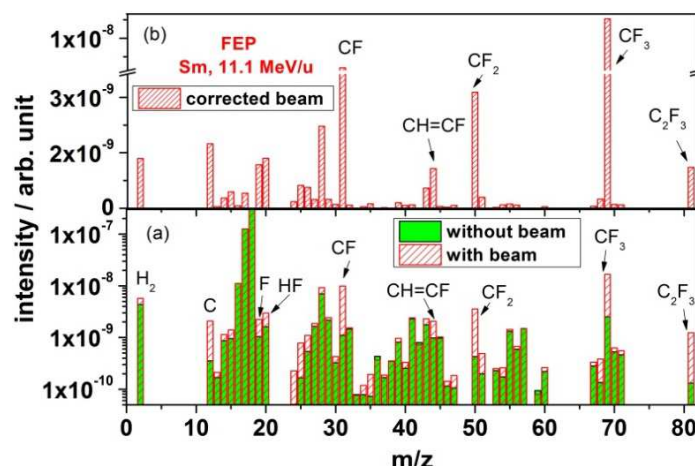 intensity / arb. unit
(b)
FEP
Sm, 11.1 MeV/u
corrected beam
CF
CH=CF
CF2
CF3
C2F3
1x10-8
3x10-9
2x10-9
0
(a)
without beam
with beam
H2
C
F
HF
CF
CH=CF
CF2
CF3
C2F3
1x10-7
1x10-8
1x10-9
1x10-10
0 10 20 30 40 50 60 70 80
m/z